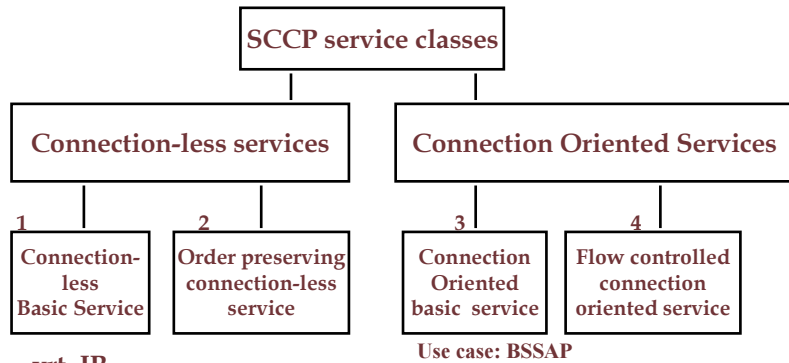 SCCP service classes
Connection-less services
Connection Oriented Services
1
Connection-
less
Basic Service
2
Order preserving
connection-less
service
3
Connection
Oriented
basic service
4
Flow controlled
connection
oriented service
Use case: BSSAP